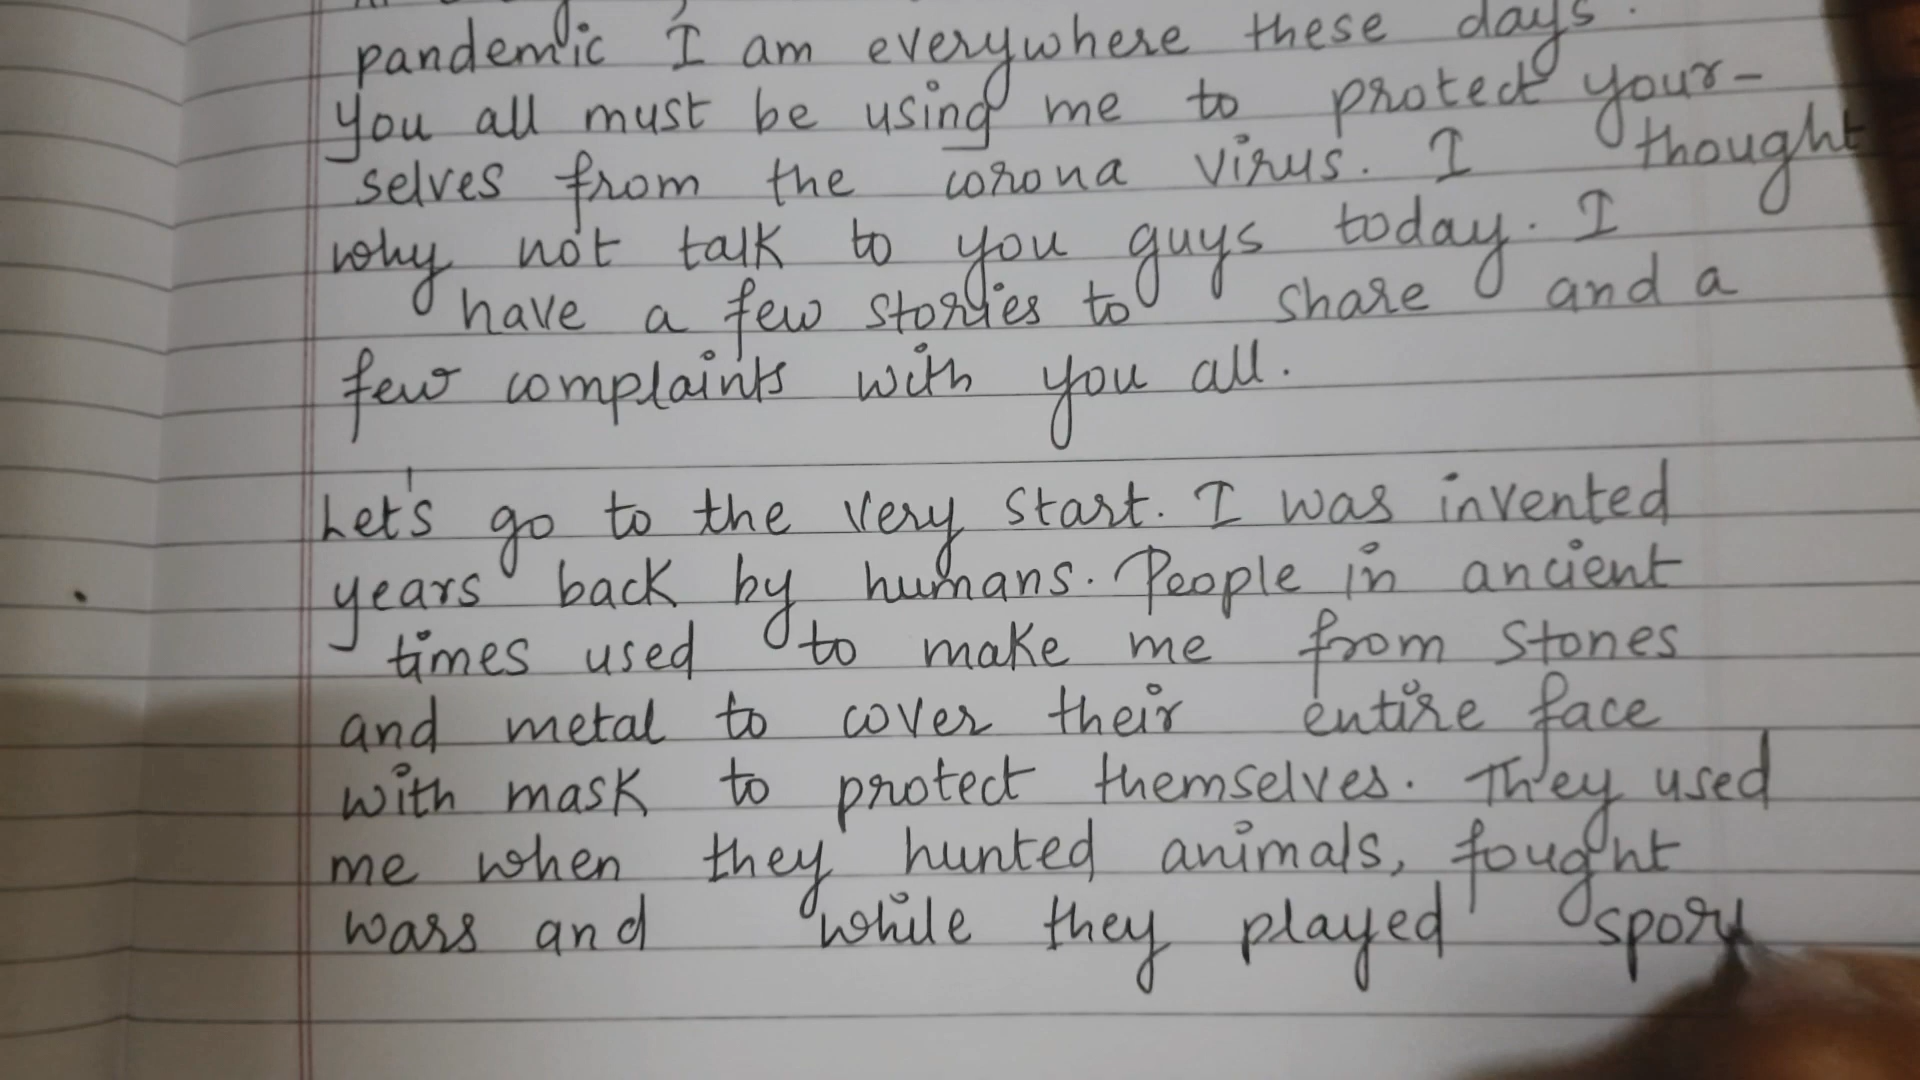 pandemic I am everywhere these days.
you all must be using me to protect your-
selves from the corona virus. I thought
why not talk to you guys today. I
have a few stories to share and a
few complaints with you all.
Let's go to the very start. I was invented
years back by humans. People in ancient
times used to make me from stones
and metal to cover their entire face
with mask to protect themselves. They used
me when they hunted animals, fought
wars and while they played sport